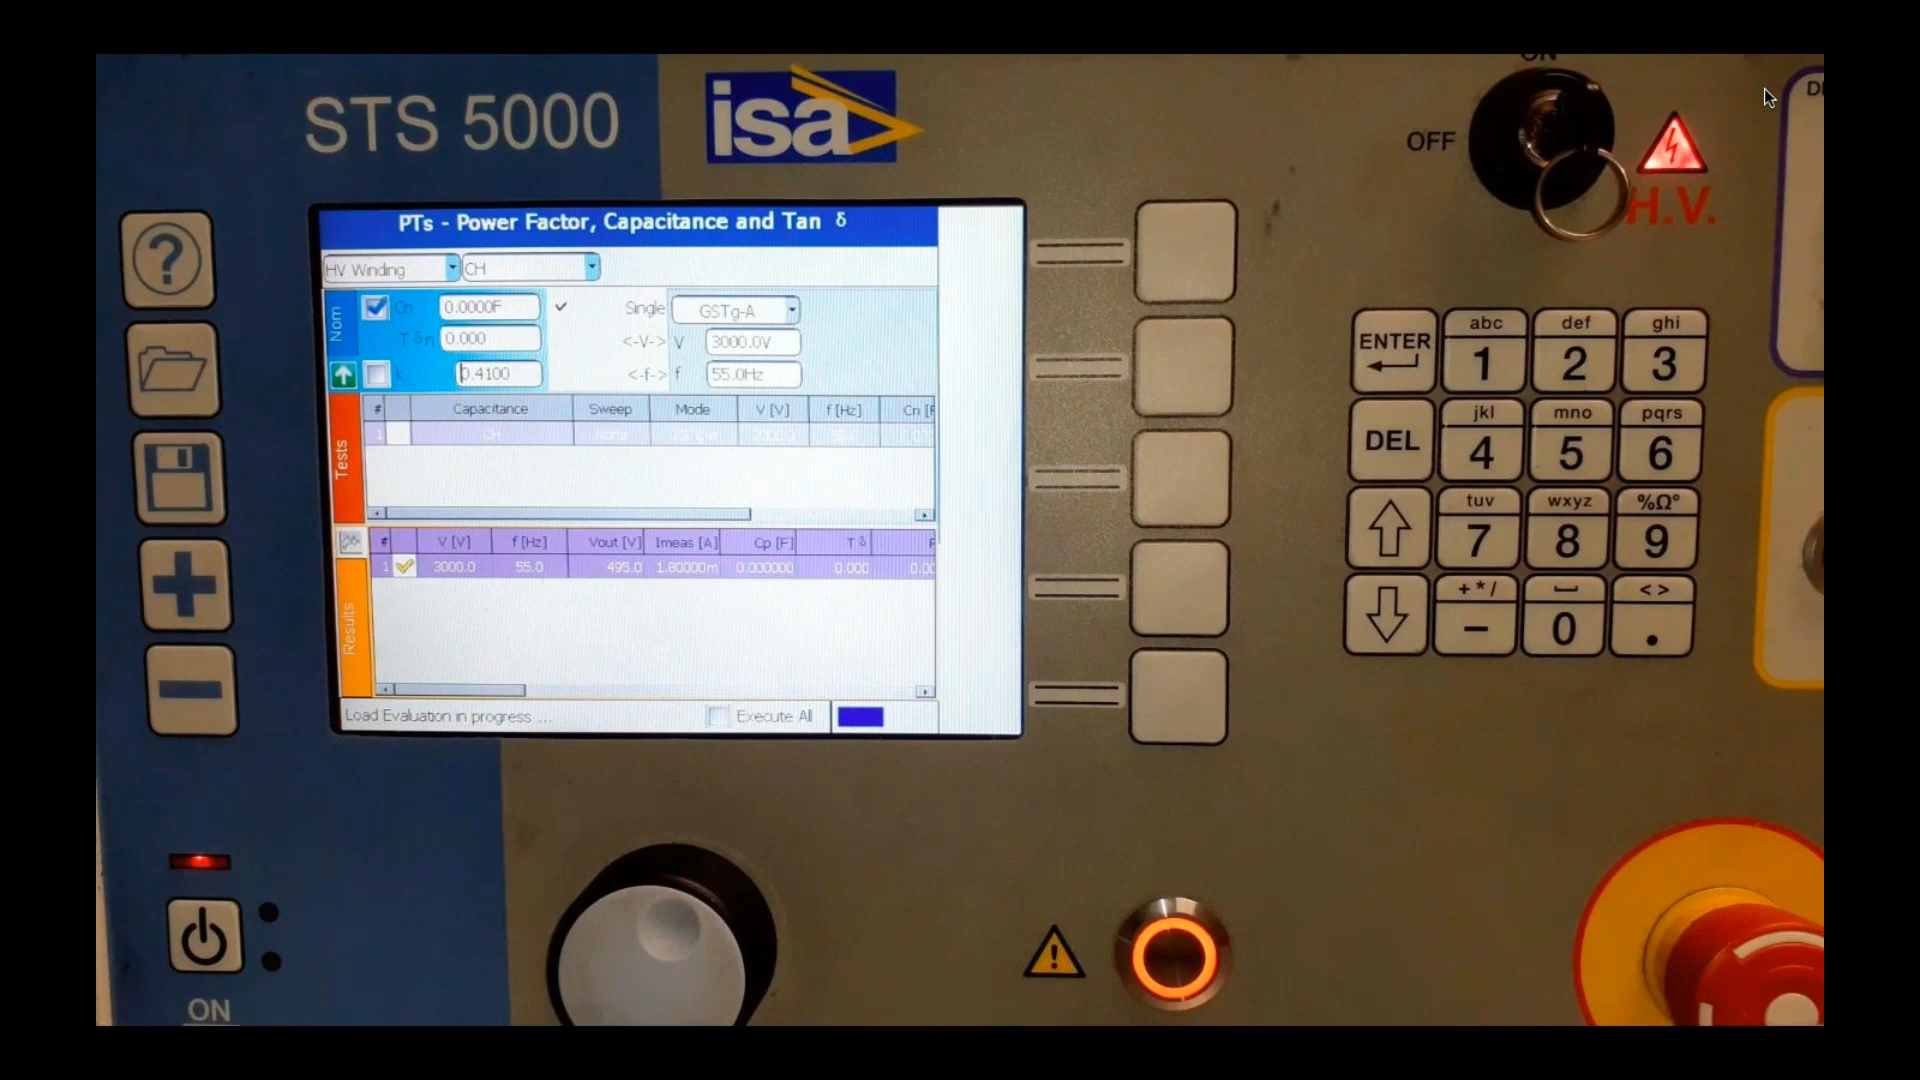 STS 5000
isa
ON
OFF
H.V.
PTs - Power Factor, Capacitance and Tan δ
HV Winding CH
Nom
Cn 0.0000F Single GSTg-A
T δn 0.000 <-V-> V 3000.0V
k 0.4100 <-f-> f 55.0Hz
Tests
# Capacitance Sweep Mode V [V] f [Hz] Cn [F
1 CH
# V [V] f [Hz] Vout [V] Imeas [A] Cp [F] T δ
1 3000.0 55.0 495.0 1.80000m 0.000000 0.000 0.00
Results
Load Evaluation in progress ... Execute All
ENTER abc 1 def 2 ghi 3
DEL jkl 4 mno 5 pqrs 6
tuv 7 wxyz 8 %Ω° 9
+ * / - 0 < > .
ON